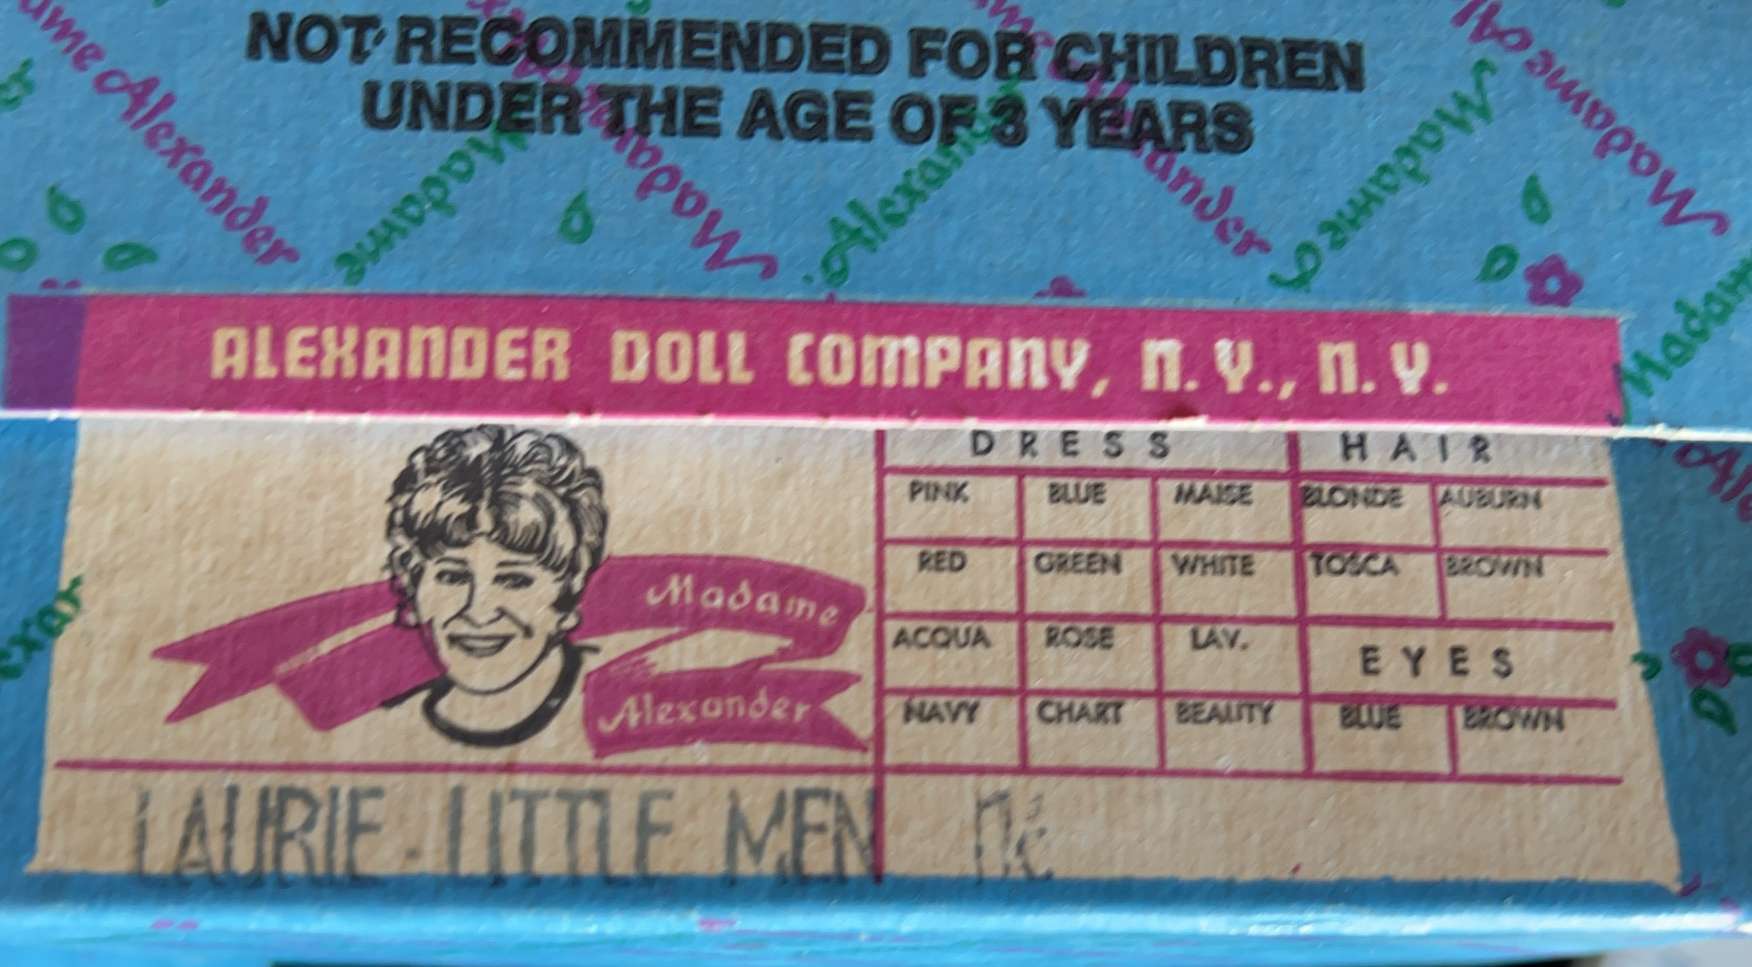 NOT RECOMMENDED FOR CHILDREN
UNDER THE AGE OF 3 YEARS
Madame Alexander
ALEXANDER DOLL COMPANY, N. Y., N. Y.
Madame
Alexander
DRESS HAIR
PINK BLUE MAISE BLONDE AUBURN
RED GREEN WHITE TOSCA BROWN
ACQUA ROSE LAV. EYES
NAVY CHART BEAUTY BLUE BROWN
LAURIE - LITTLE MEN